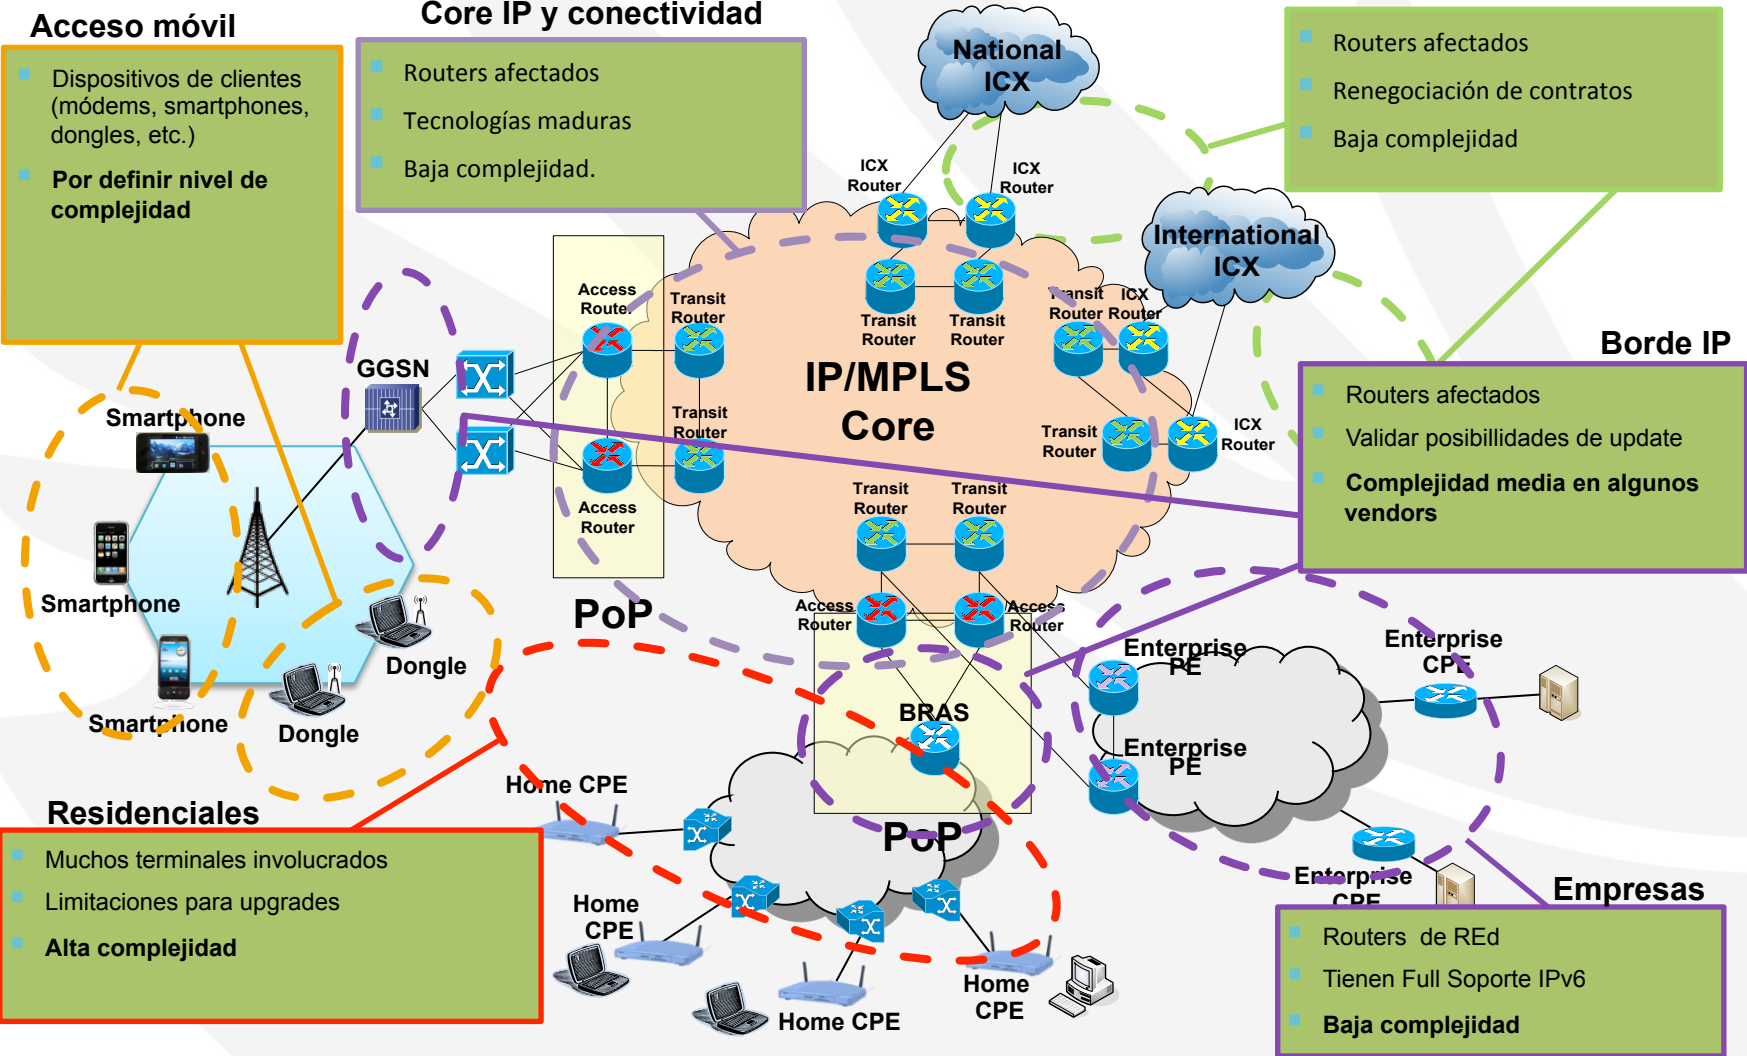 Acceso móvil
Dispositivos de clientes
(módems, smartphones,
dongles, etc.)
Por definir nivel de
complejidad
Core IP y conectividad
Routers afectados
Tecnologías maduras
Baja complejidad.
National
ICX
Routers afectados
Renegociación de contratos
Baja complejidad
ICX
Router
ICX
Router
International
ICX
Access
Router
Transit
Router
Transit
Router
Transit
Router
Transit
Router
ICX
Router
GGSN
IP/MPLS
Core
Borde IP
Routers afectados
Validar posibillidades de update
Complejidad media en algunos
vendors
Smartphone
Transit
Router
Transit
Router
ICX
Router
Access
Router
Transit
Router
Transit
Router
Smartphone
PoP
Access
Router
Access
Router
Dongle
Enterprise
PE
Enterprise
CPE
Smartphone
Dongle
BRAS
Enterprise
PE
Home CPE
PoP
Residenciales
Muchos terminales involucrados
Limitaciones para upgrades
Alta complejidad
Home
CPE
Home CPE
Home
CPE
Enterprise
CPE
Empresas
Routers  de REd
Tienen Full Soporte IPv6
Baja complejidad